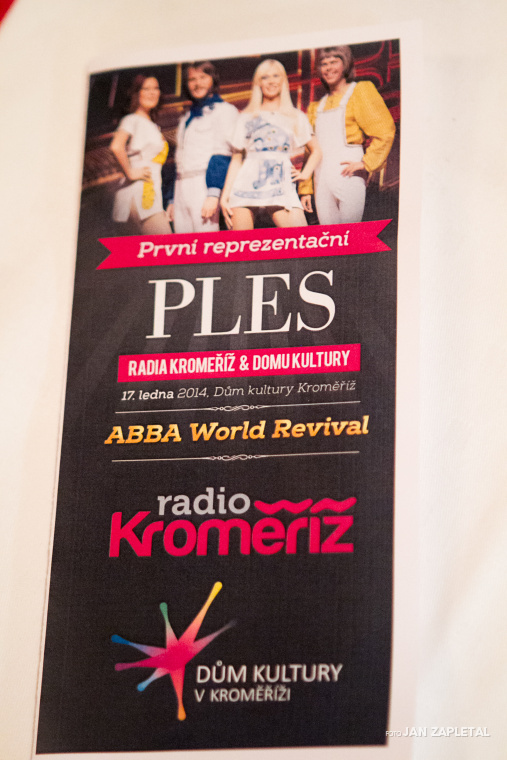 První reprezentační
PLES
RADIA KROMEŘÍŽ & DOMU KULTURY
17. ledna 2014, Dům kultury Kroměříž
ABBA World Revival
radio
Kroměříž
DŮM KULTURY
V KROMĚŘÍŽI
FOTO JAN ZAPLETAL